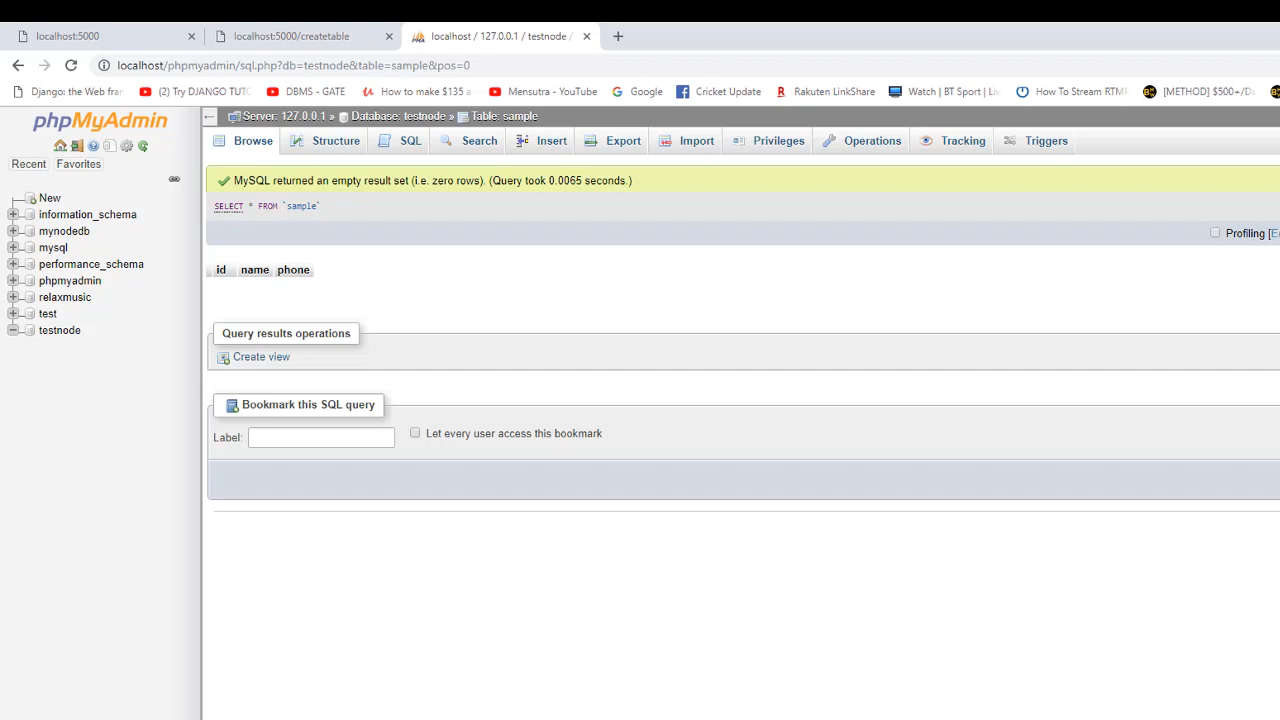 localhost:5000
localhost:5000/createtable
localhost / 127.0.0.1 / testnode /
localhost/phpmyadmin/sql.php?db=testnode&table=sample&pos=0
Django: the Web fra
(2) Try DJANGO TUTO
DBMS - GATE
How to make $135 a
Mensutra - YouTube
Google
Cricket Update
Rakuten LinkShare
Watch | BT Sport | Liv
How To Stream RTMP
[METHOD] $500+/Da
phpMyAdmin
Recent
Favorites
New
information_schema
mynodedb
mysql
performance_schema
phpmyadmin
relaxmusic
test
testnode
Server: 127.0.0.1 » Database: testnode » Table: sample
Browse
Structure
SQL
Search
Insert
Export
Import
Privileges
Operations
Tracking
Triggers
MySQL returned an empty result set (i.e. zero rows). (Query took 0.0065 seconds.)
SELECT * FROM `sample`
Profiling [E
id name phone
Query results operations
Create view
Bookmark this SQL query
Label:
Let every user access this bookmark